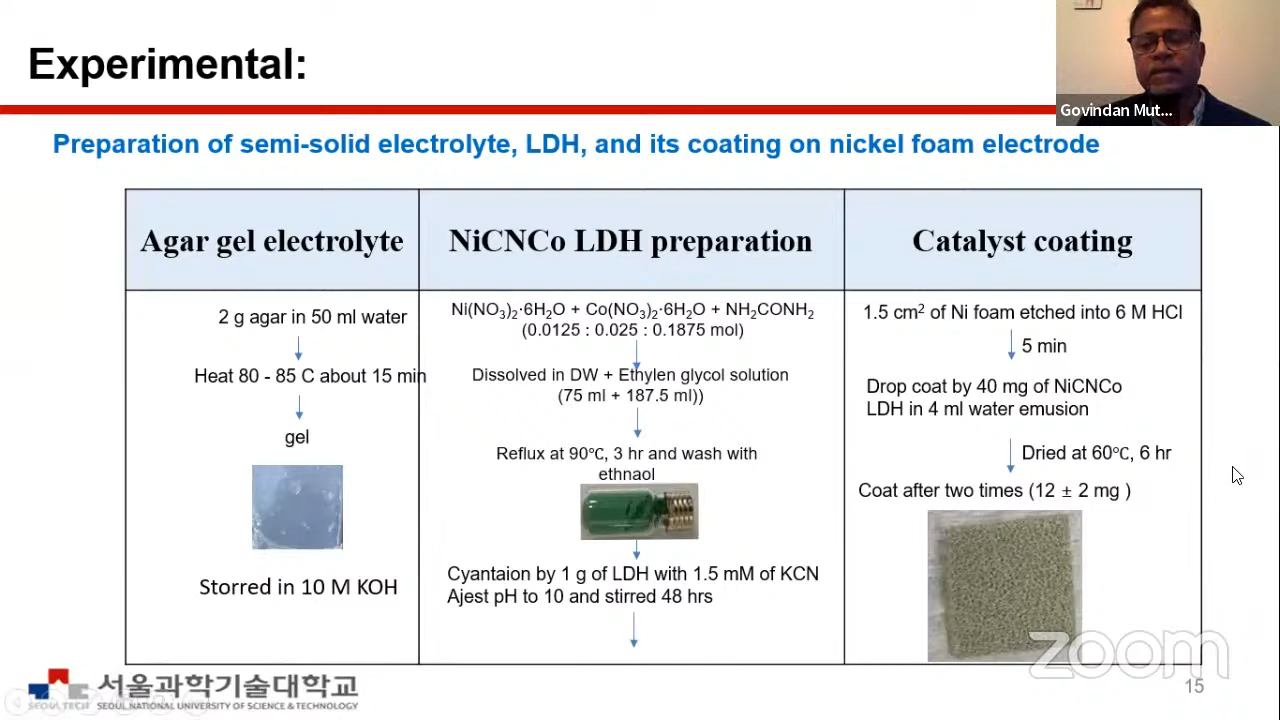 Experimental:
Govindan Mut...
Preparation of semi-solid electrolyte, LDH, and its coating on nickel foam electrode
Agar gel electrolyte
2 g agar in 50 ml water
Heat 80 - 85 C about 15 min
gel
Storred in 10 M KOH
NiCNCo LDH preparation
Ni(NO₃)₂·6H₂O + Co(NO₃)₂·6H₂O + NH₂CONH₂
(0.0125 : 0.025 : 0.1875 mol)
Dissolved in DW + Ethylen glycol solution
(75 ml + 187.5 ml))
Reflux at 90℃, 3 hr and wash with
ethnaol
Cyantaion by 1 g of LDH with 1.5 mM of KCN
Ajest pH to 10 and stirred 48 hrs
Catalyst coating
1.5 cm² of Ni foam etched into 6 M HCl
5 min
Drop coat by 40 mg of NiCNCo
LDH in 4 ml water emusion
Dried at 60℃, 6 hr
Coat after two times (12 ± 2 mg )
zoom
서울과학기술대학교
SEOUL TECH SEOUL NATIONAL UNIVERSITY OF SCIENCE & TECHNOLOGY
15